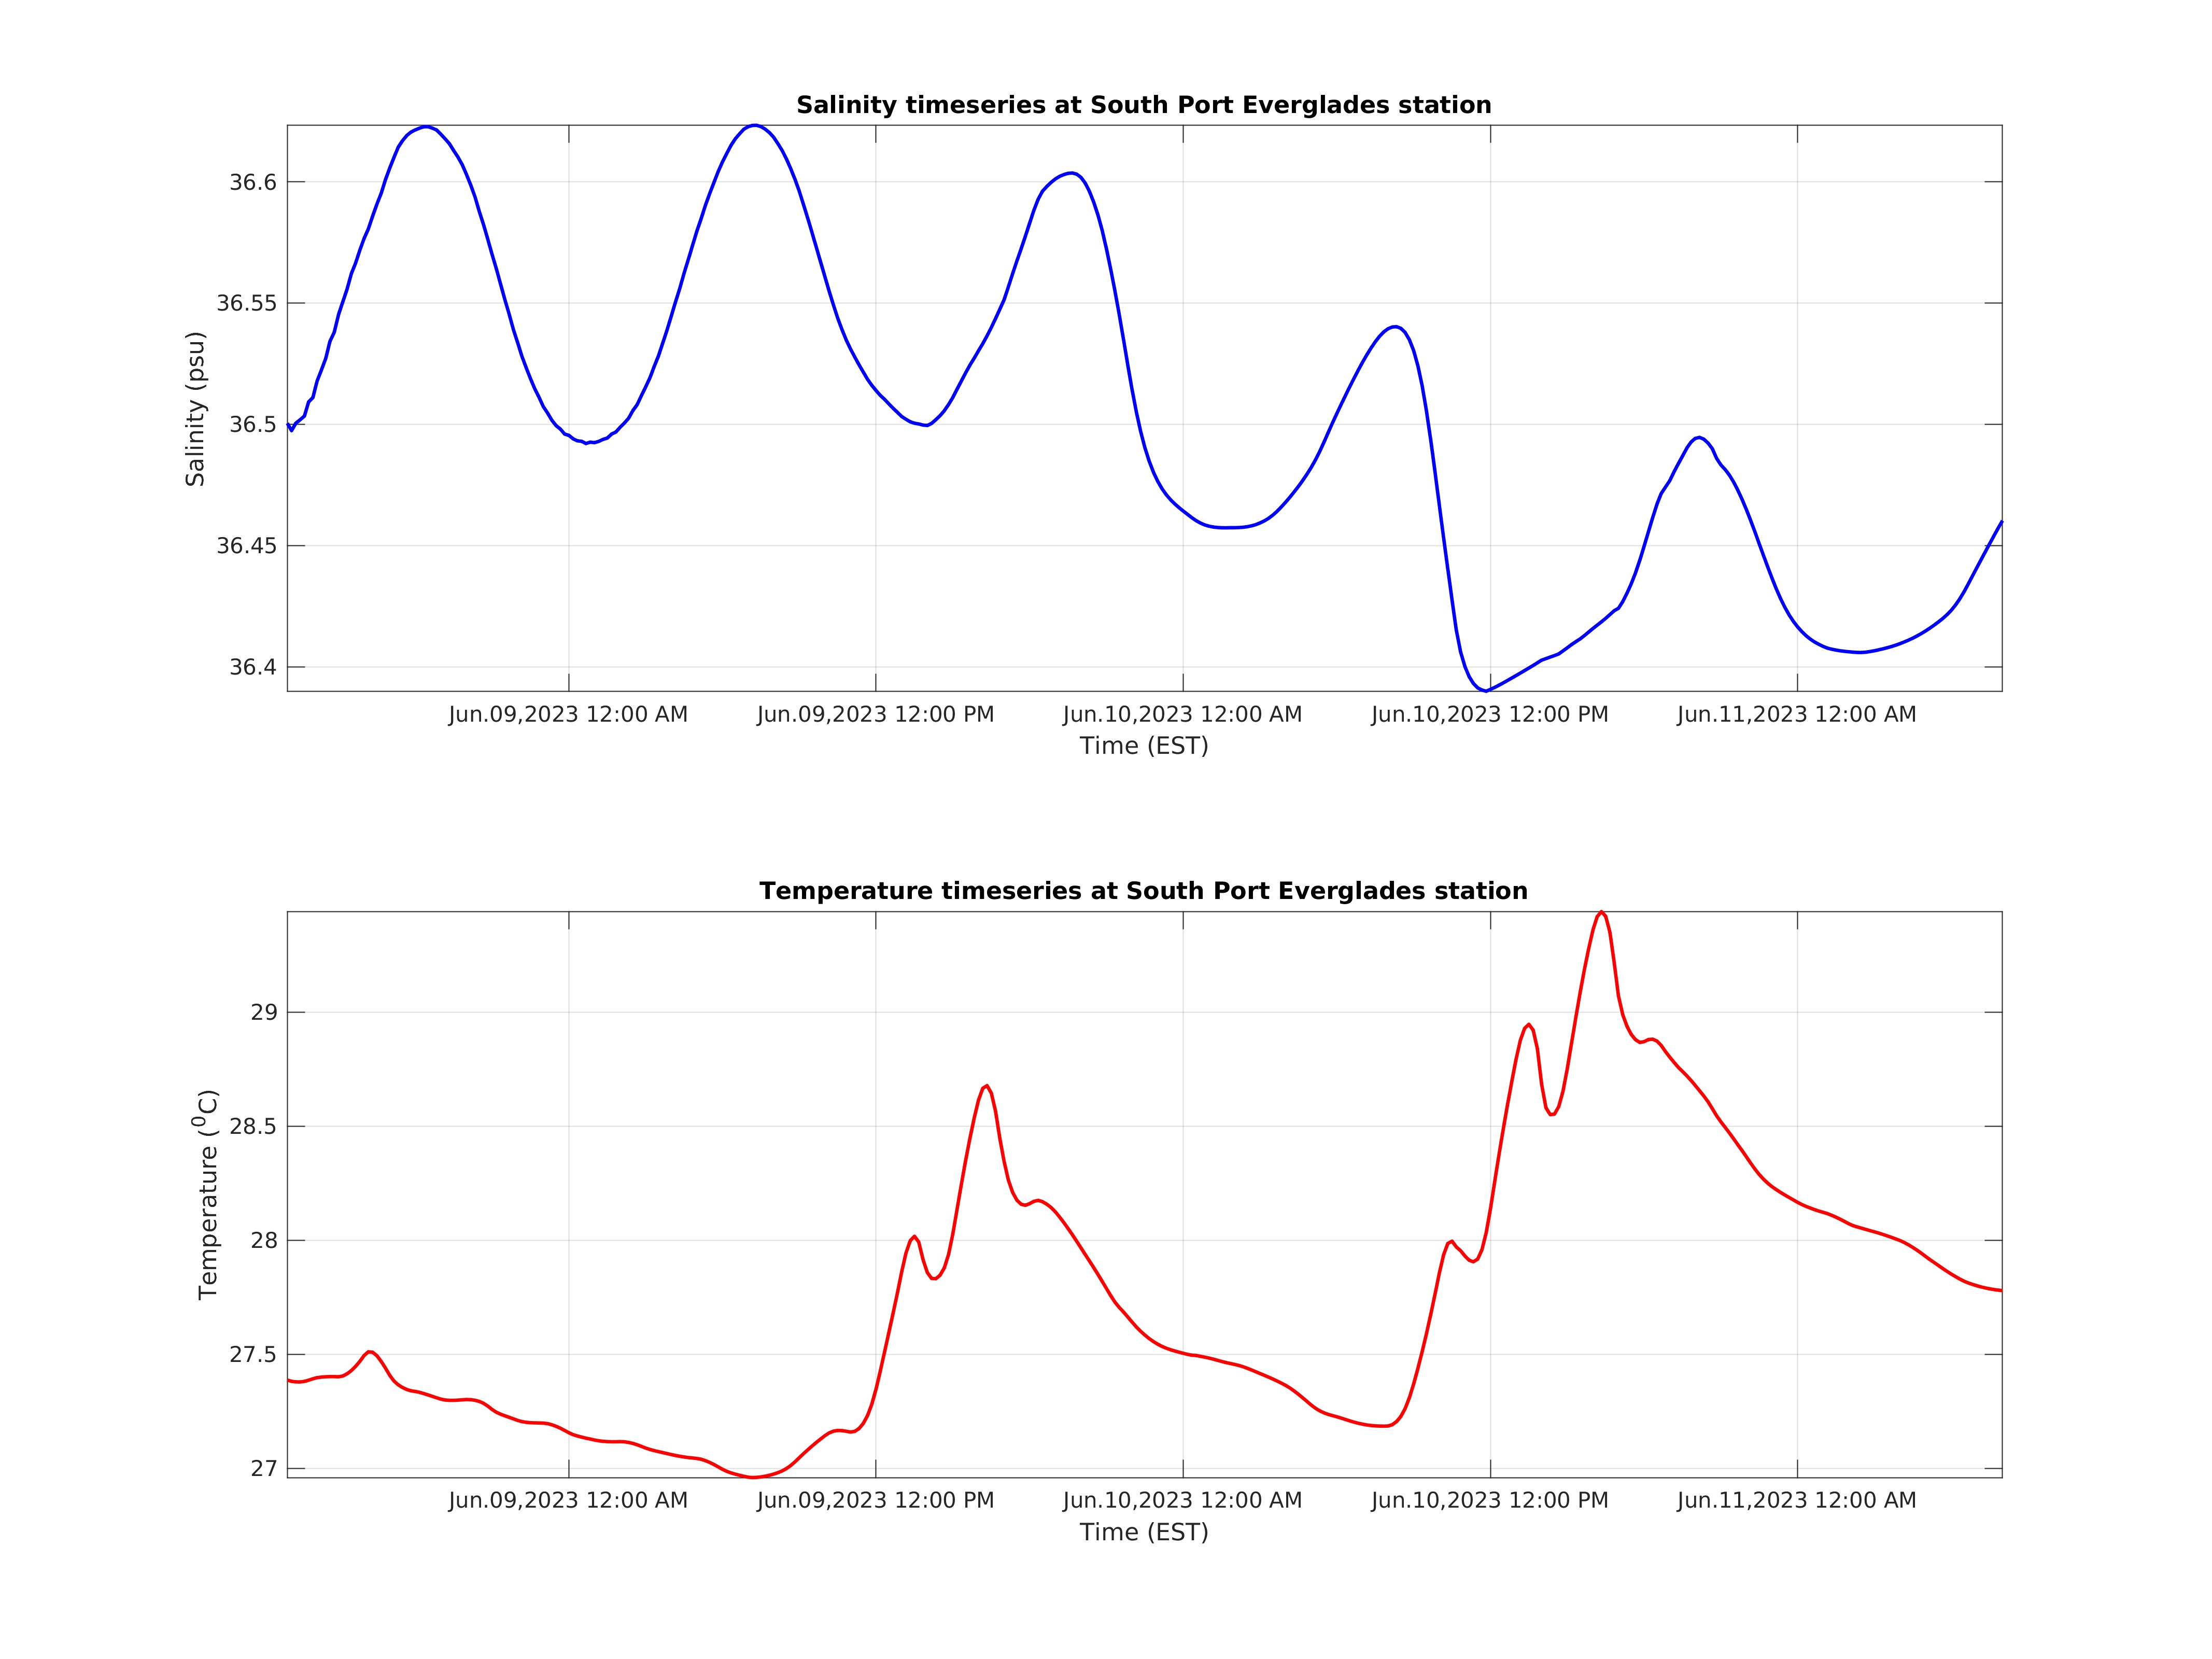 Salinity timeseries at South Port Everglades station
36.6
36.55
36.5
36.45
36.4
Salinity (psu)
Jun.09,2023 12:00 AM
Jun.09,2023 12:00 PM
Jun.10,2023 12:00 AM
Jun.10,2023 12:00 PM
Jun.11,2023 12:00 AM
Time (EST)
Temperature timeseries at South Port Everglades station
29
28.5
28
27.5
27
Temperature (⁰C)
Jun.09,2023 12:00 AM
Jun.09,2023 12:00 PM
Jun.10,2023 12:00 AM
Jun.10,2023 12:00 PM
Jun.11,2023 12:00 AM
Time (EST)